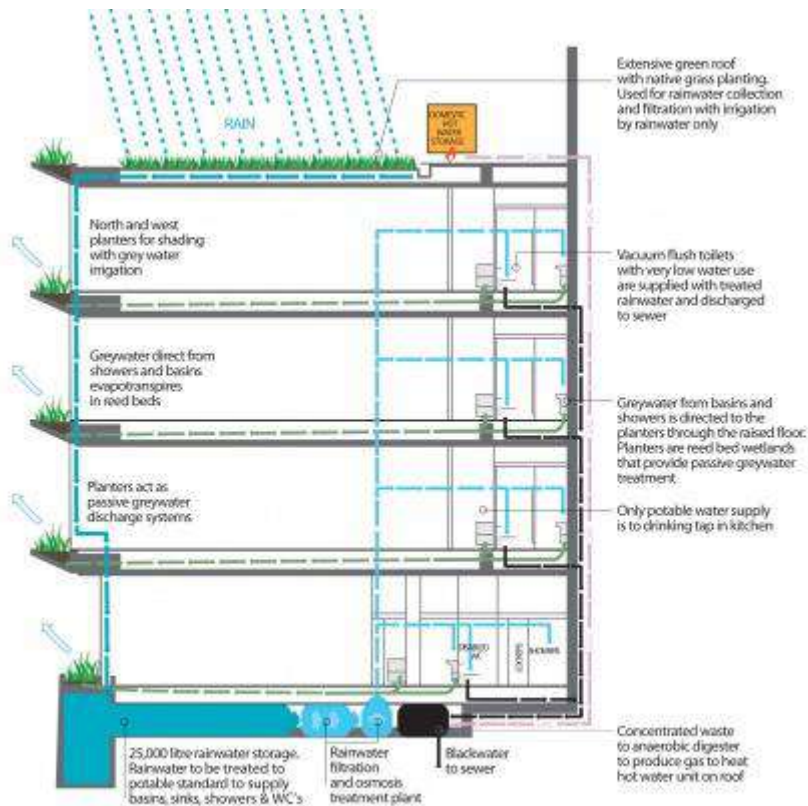 Extensive green roof
with native grass planting.
Used for rainwater collection
and filtration with irrigation
by rainwater only
RAIN
DOMESTIC
HOT
WATER
STORAGE
North and west
planters for shading
with grey water
irrigation
Vacuum flush toilets
with very low water use
are supplied with treated
rainwater and discharged
to sewer
Greywater direct from
showers and basins
evapotranspires
in reed beds
Greywater from basins and
showers is directed to the
planters through the raised floor.
Planters are reed bed wetlands
that provide passive greywater
treatment
Planters act as
passive greywater
discharge systems
Only potable water supply
is to drinking tap in kitchen
DISABLED
WC
LOCKERS
SHOWERS
25,000 litre rainwater storage.
Rainwater to be treated to
potable standard to supply
basins, sinks, showers & WC's
Rainwater
filtration
and osmosis
treatment plant
Blackwater
to sewer
Concentrated waste
to anaerobic digester
to produce gas to heat
hot water unit on roof